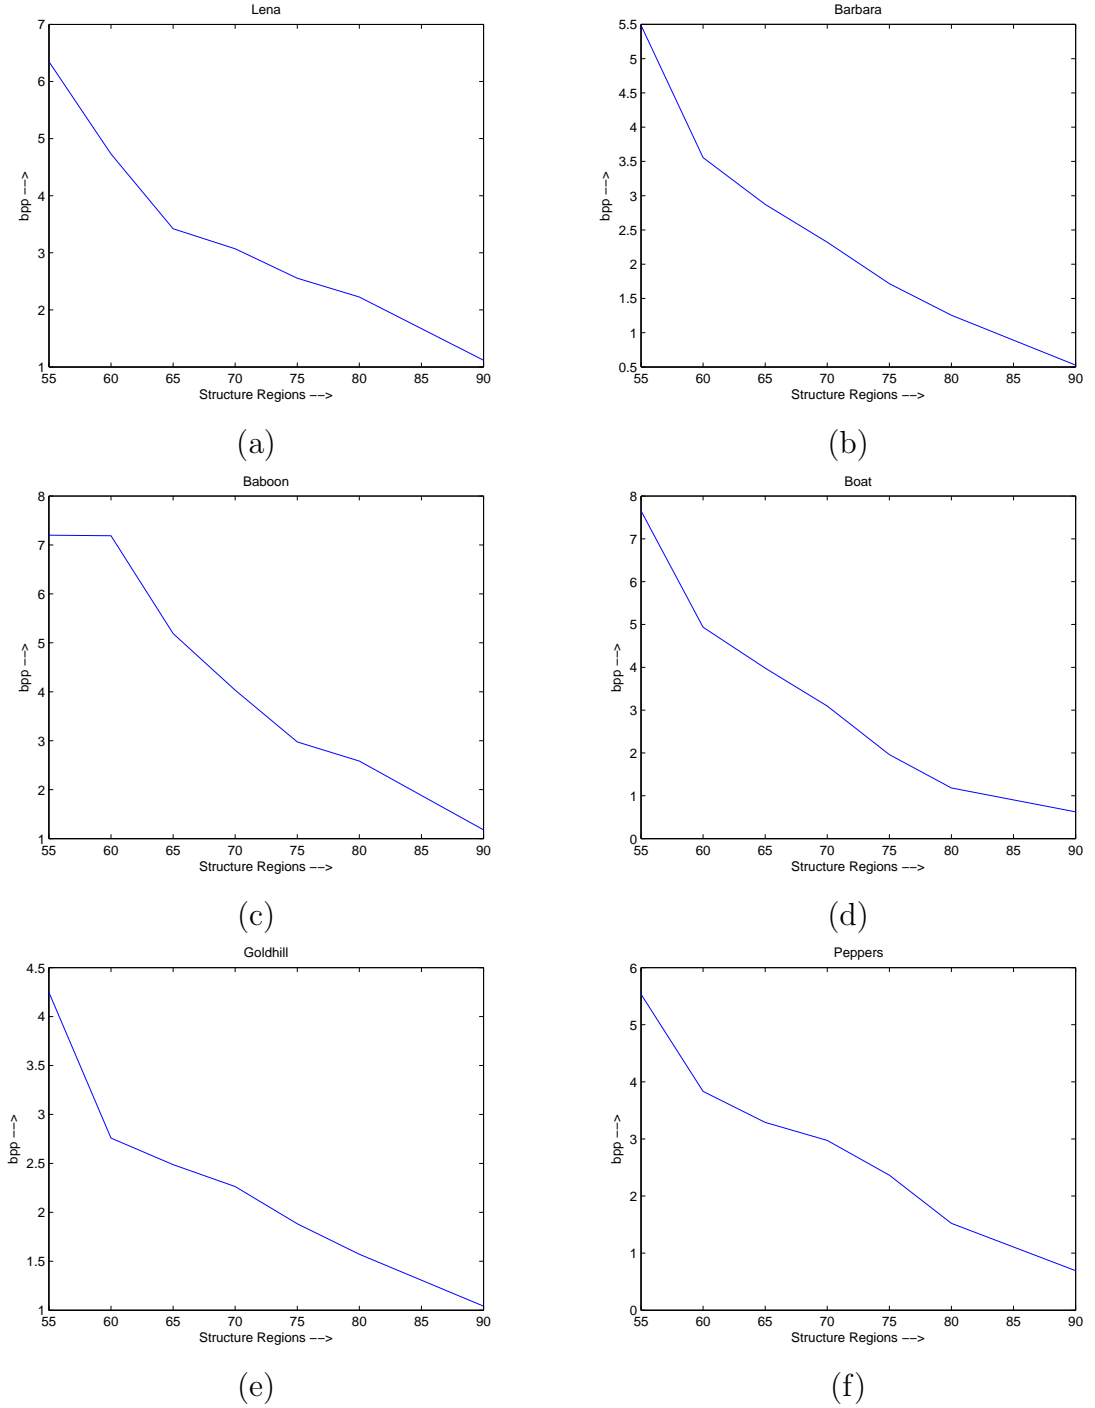 Lena
7
6
5
4
3
2
1
bpp −−>
55 60 65 70 75 80 85 90
Structure Regions −−>
(a)
Barbara
5.5
5
4.5
4
3.5
3
2.5
2
1.5
1
0.5
bpp −−>
55 60 65 70 75 80 85 90
Structure Regions −−>
(b)
Baboon
8
7
6
5
4
3
2
1
bpp −−>
55 60 65 70 75 80 85 90
Structure Regions −−>
(c)
Boat
8
7
6
5
4
3
2
1
0
bpp −−>
55 60 65 70 75 80 85 90
Structure Regions −−>
(d)
Goldhill
4.5
4
3.5
3
2.5
2
1.5
1
bpp −−>
55 60 65 70 75 80 85 90
Structure Regions −−>
(e)
Peppers
6
5
4
3
2
1
0
bpp −−>
55 60 65 70 75 80 85 90
Structure Regions −−>
(f)